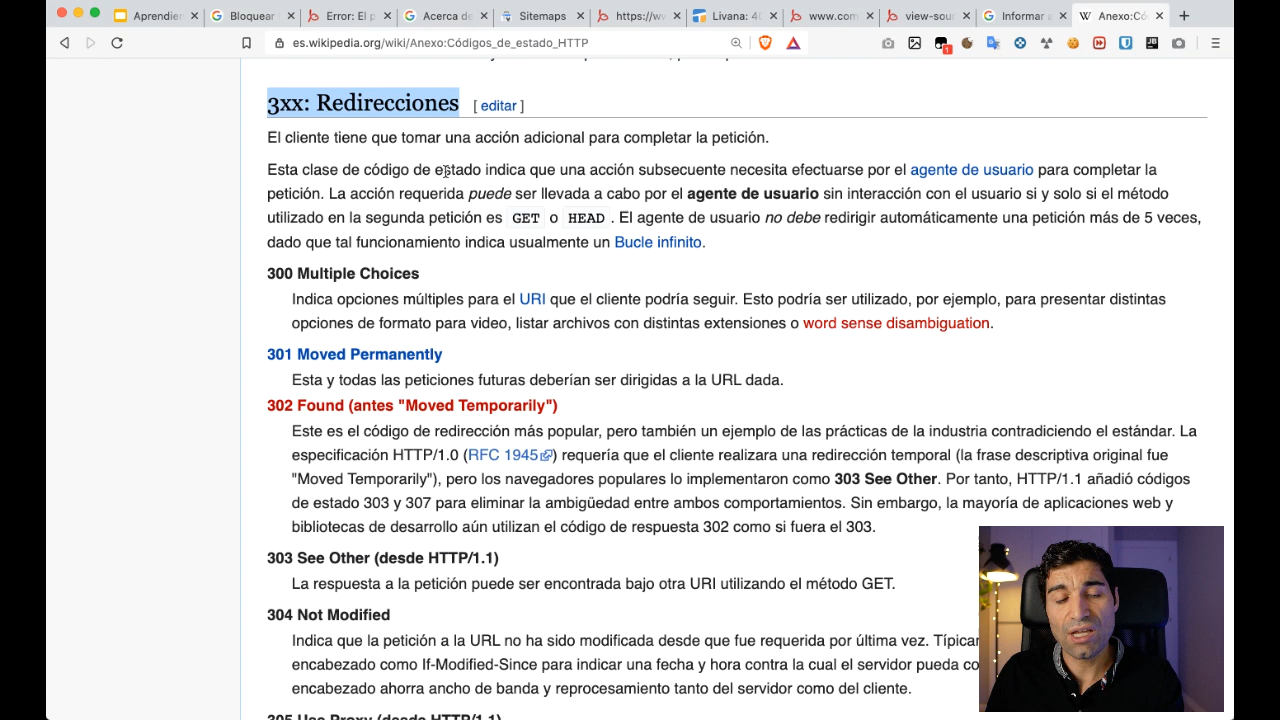 Aprendier
Bloquear
Error: El p
Acerca de
Sitemaps
https://wv
Livana: 40
www.com
view-sour
Informar a
Anexo:Có
es.wikipedia.org/wiki/Anexo:Códigos_de_estado_HTTP
1
3xx: Redirecciones [ editar ]
El cliente tiene que tomar una acción adicional para completar la petición.
Esta clase de código de estado indica que una acción subsecuente necesita efectuarse por el agente de usuario para completar la
petición. La acción requerida puede ser llevada a cabo por el agente de usuario sin interacción con el usuario si y solo si el método
utilizado en la segunda petición es GET o HEAD . El agente de usuario no debe redirigir automáticamente una petición más de 5 veces,
dado que tal funcionamiento indica usualmente un Bucle infinito.
300 Multiple Choices
Indica opciones múltiples para el URI que el cliente podría seguir. Esto podría ser utilizado, por ejemplo, para presentar distintas
opciones de formato para video, listar archivos con distintas extensiones o word sense disambiguation.
301 Moved Permanently
Esta y todas las peticiones futuras deberían ser dirigidas a la URL dada.
302 Found (antes "Moved Temporarily")
Este es el código de redirección más popular, pero también un ejemplo de las prácticas de la industria contradiciendo el estándar. La
especificación HTTP/1.0 (RFC 1945) requería que el cliente realizara una redirección temporal (la frase descriptiva original fue
"Moved Temporarily"), pero los navegadores populares lo implementaron como 303 See Other. Por tanto, HTTP/1.1 añadió códigos
de estado 303 y 307 para eliminar la ambigüedad entre ambos comportamientos. Sin embargo, la mayoría de aplicaciones web y
bibliotecas de desarrollo aún utilizan el código de respuesta 302 como si fuera el 303.
303 See Other (desde HTTP/1.1)
La respuesta a la petición puede ser encontrada bajo otra URI utilizando el método GET.
304 Not Modified
Indica que la petición a la URL no ha sido modificada desde que fue requerida por última vez. Típican
encabezado como If-Modified-Since para indicar una fecha y hora contra la cual el servidor pueda co
encabezado ahorra ancho de banda y reprocesamiento tanto del servidor como del cliente.
305 Use Proxy (desde HTTP/1.1)